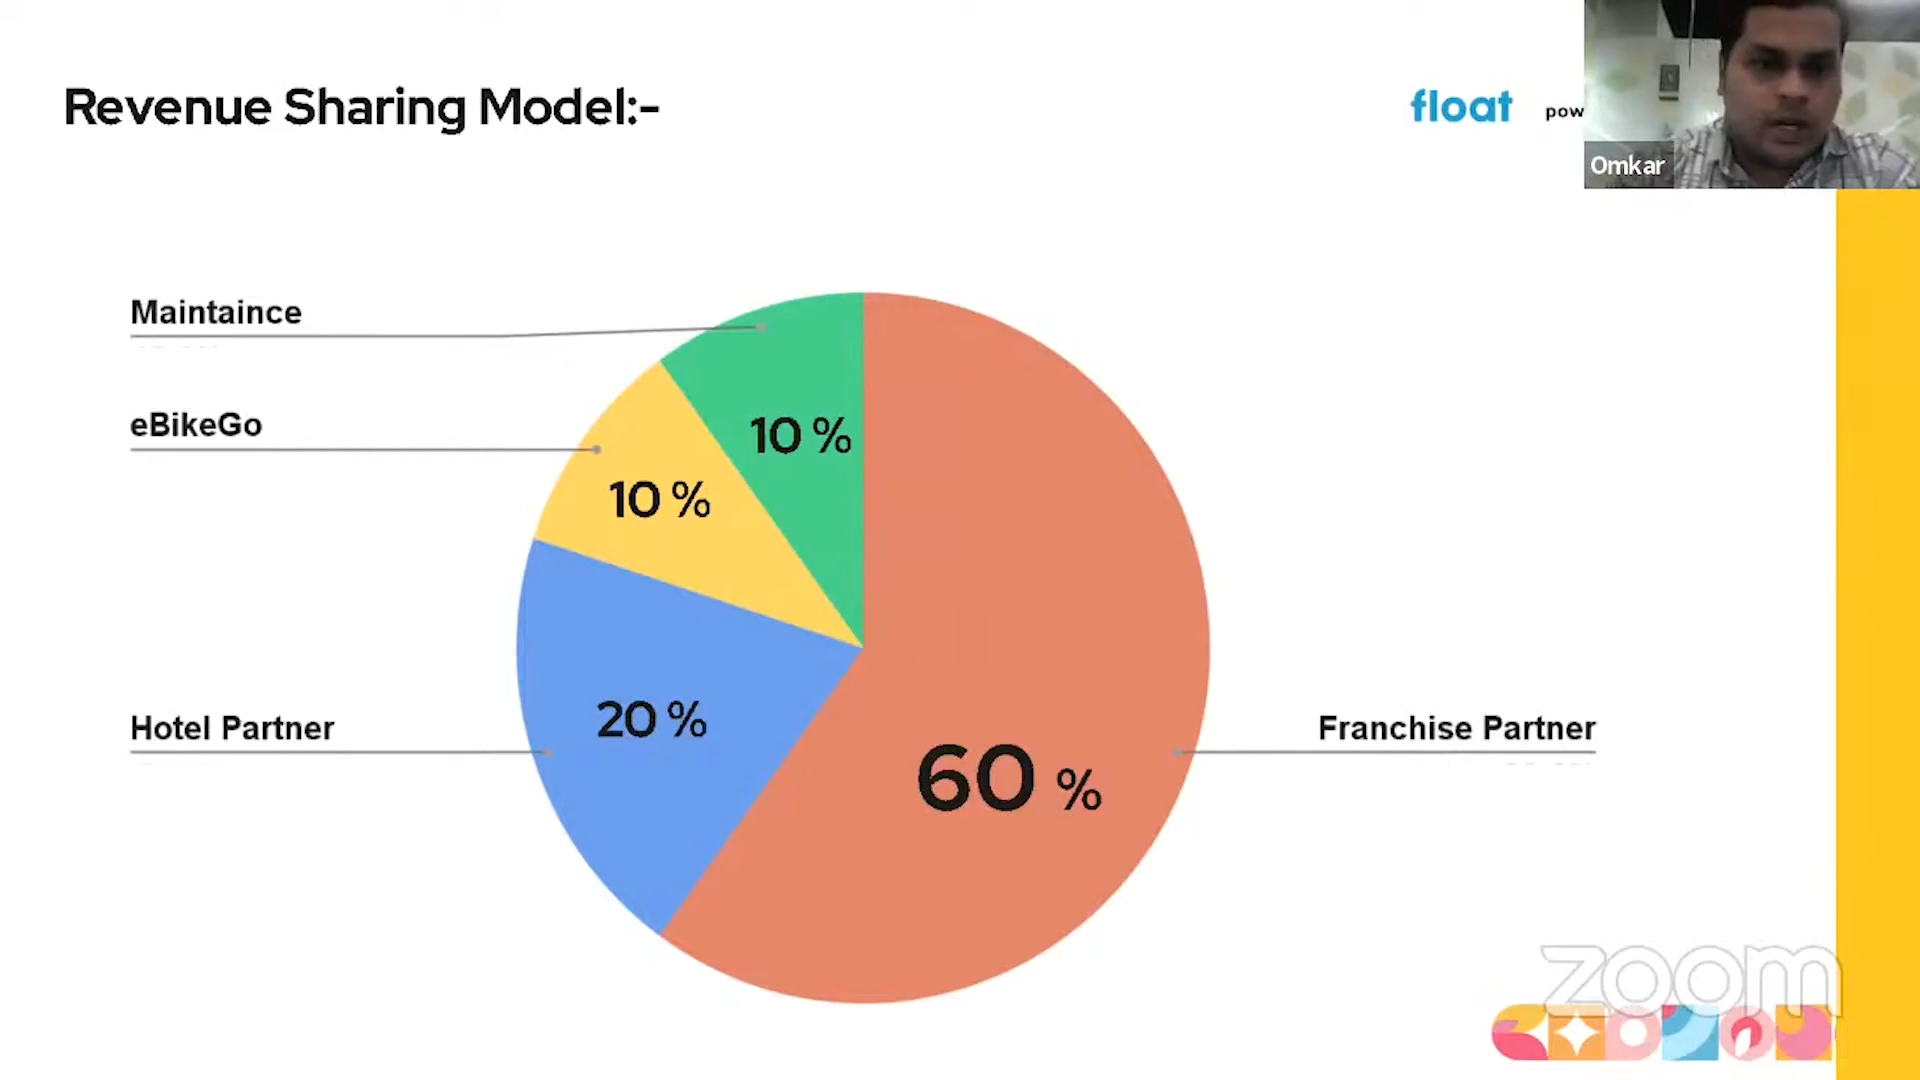 Revenue Sharing Model:-
float pow
Omkar
Maintaince
eBikeGo
10 %
10 %
Hotel Partner
20 %
Franchise Partner
60 %
zoom